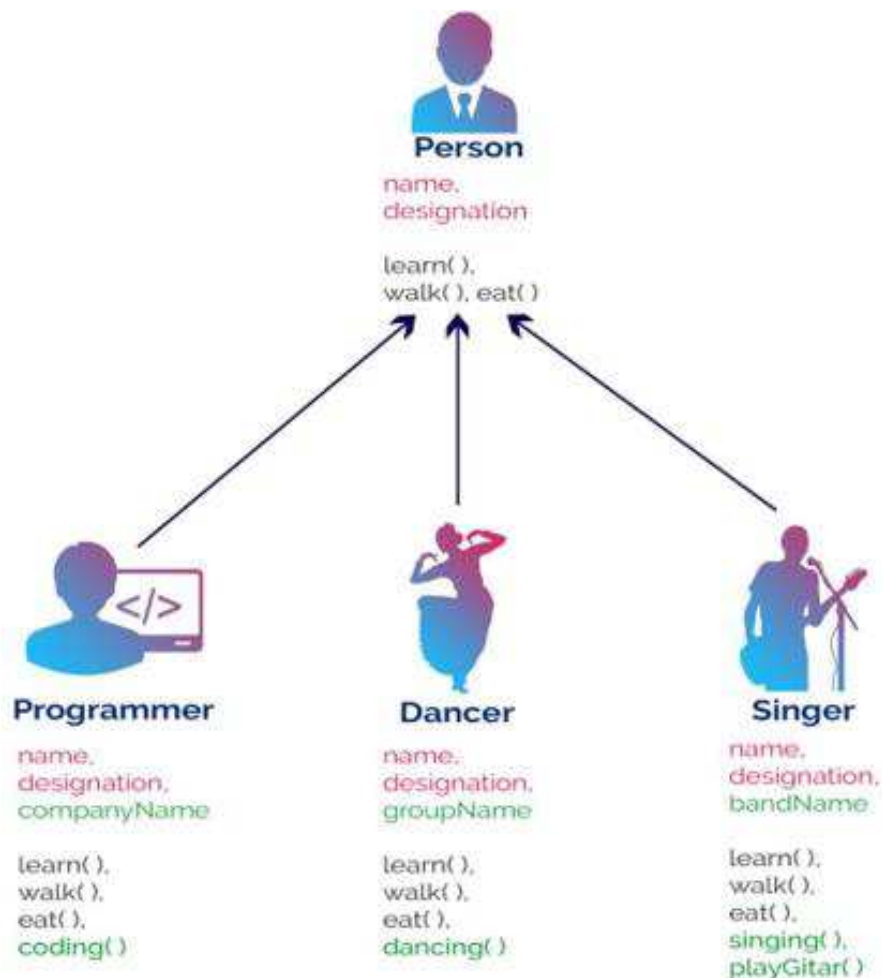 Person
name,
designation
learn( ),
walk( ), eat( )
</>
Programmer
name,
designation,
companyName
learn( ),
walk( ),
eat( ),
coding( )
Dancer
name,
designation,
groupName
learn( ),
walk( ),
eat( ),
dancing( )
Singer
name,
designation,
bandName
learn( ),
walk( ),
eat( ),
singing( ),
playGitar( )